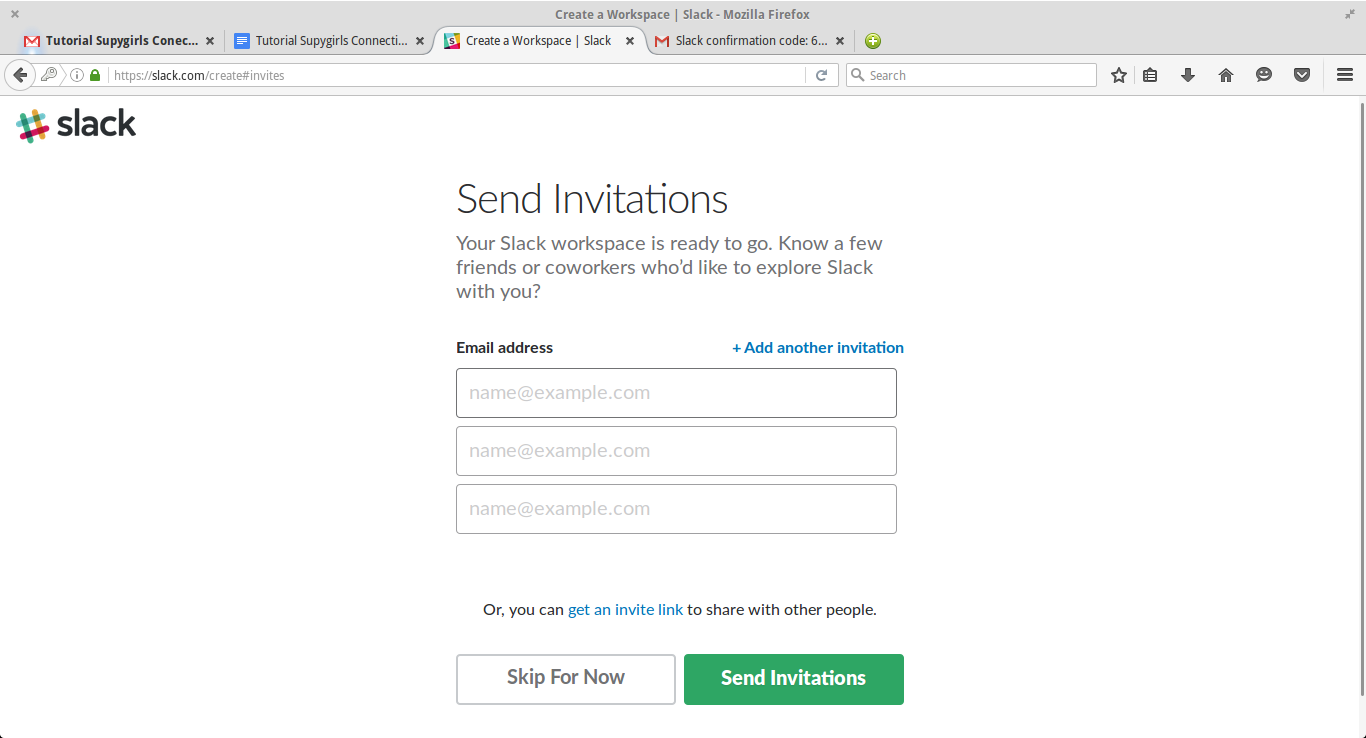 Create a Workspace | Slack - Mozilla Firefox
Tutorial Supygirls Conec...
Tutorial Supygirls Connecti...
Create a Workspace | Slack
Slack confirmation code: 6...
https://slack.com/create#invites
Search
slack
Send Invitations
Your Slack workspace is ready to go. Know a few
friends or coworkers who’d like to explore Slack
with you?
Email address
+ Add another invitation
name@example.com
name@example.com
name@example.com
Or, you can get an invite link to share with other people.
Skip For Now
Send Invitations